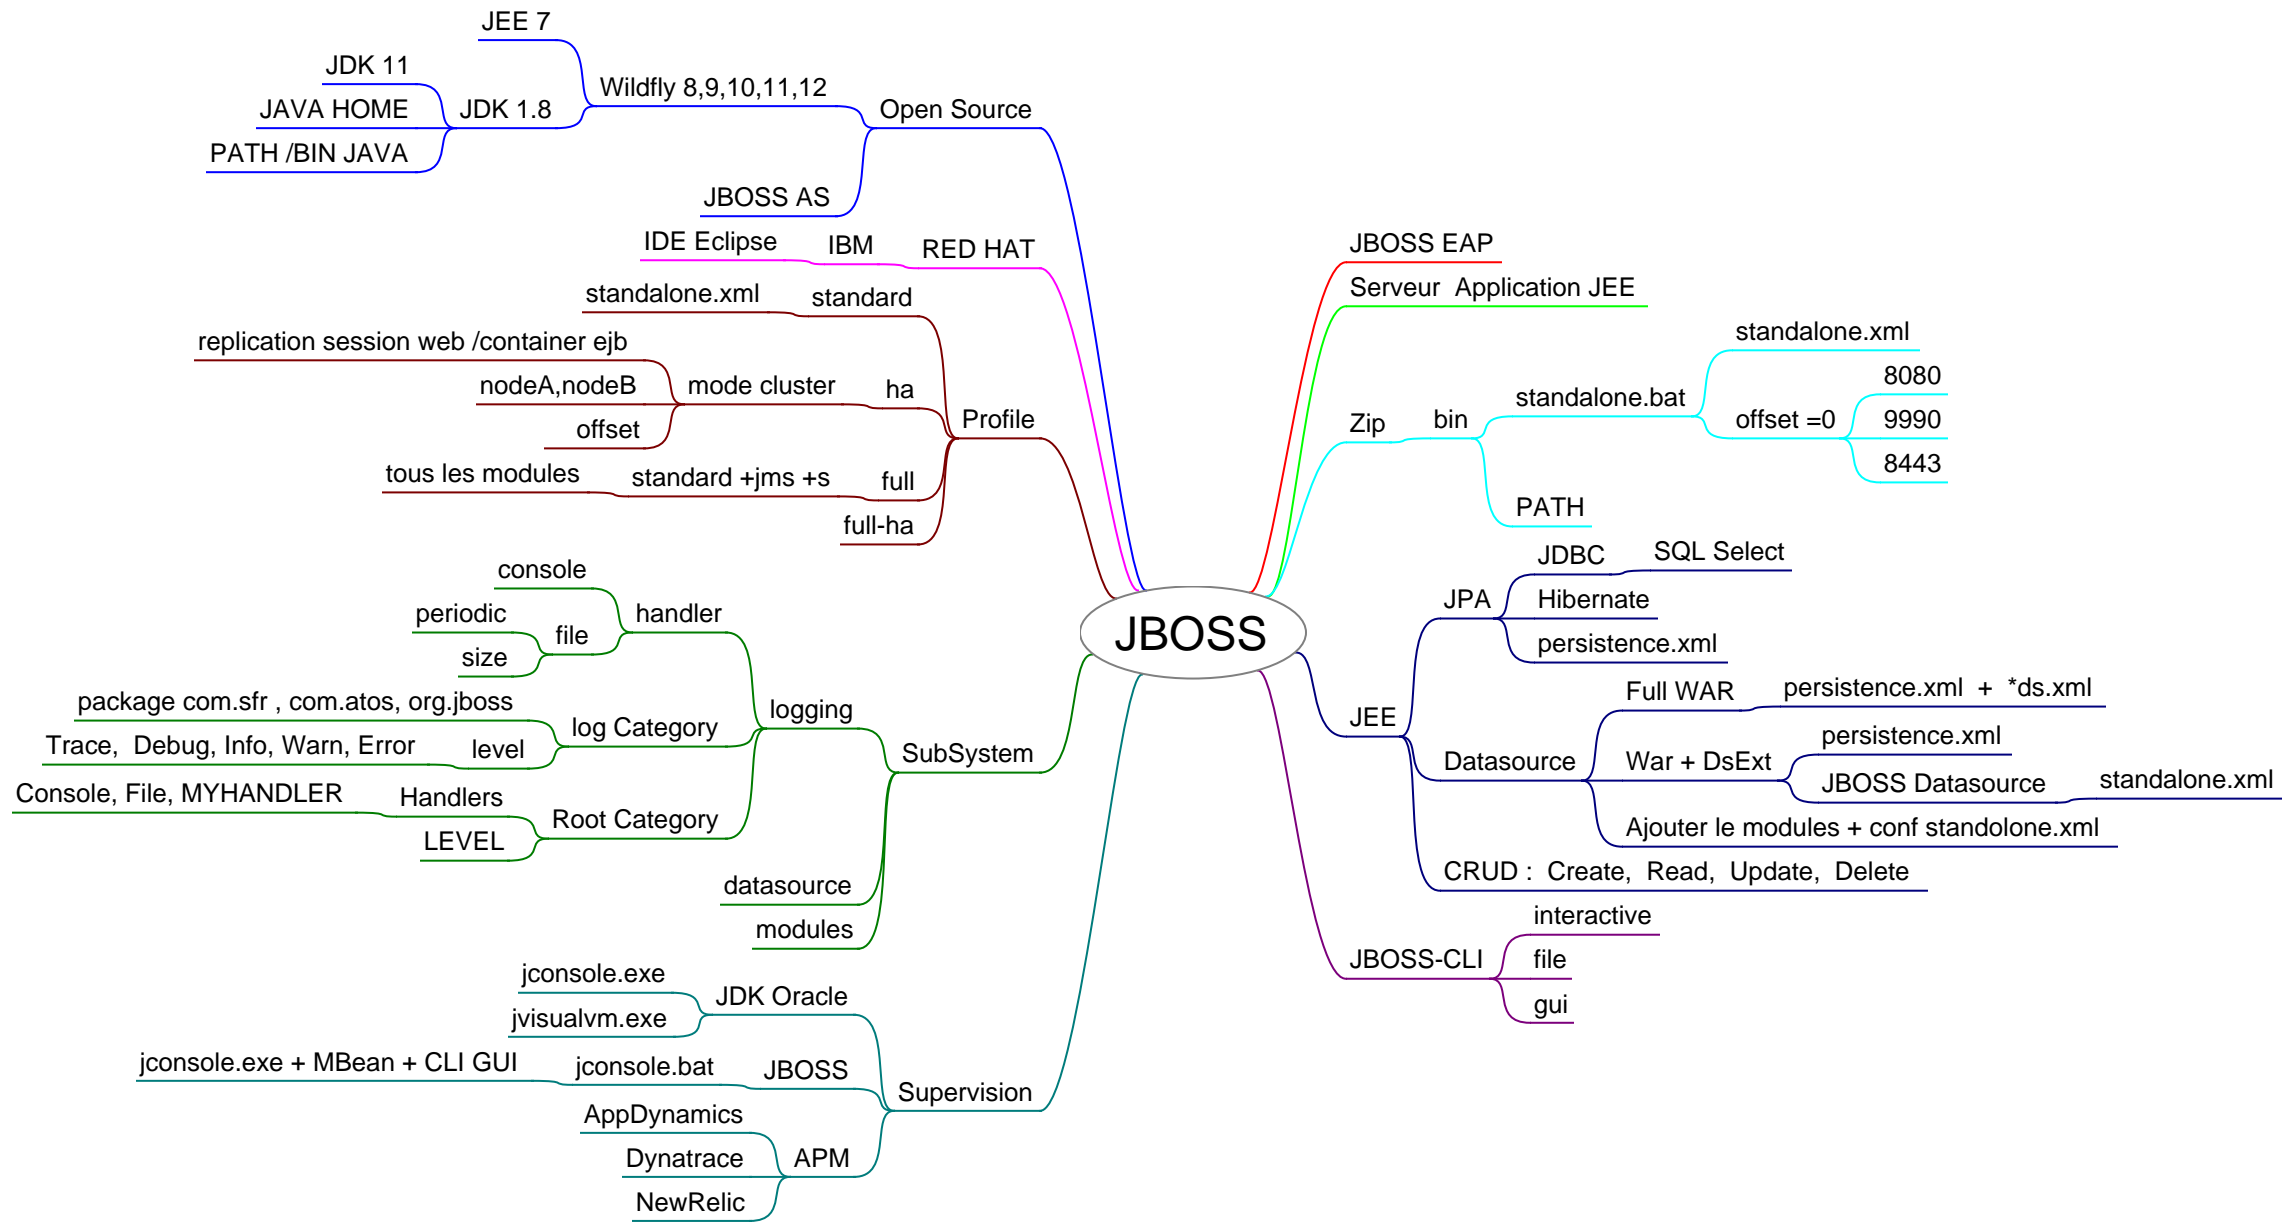 JBOSS
JBOSS EAP
Serveur  Application JEE
Zip
bin
standalone.bat
standalone.xml
offset =0
8080
9990
8443
PATH
JEE
JPA
JDBC
SQL Select
Hibernate
persistence.xml
Datasource
Full WAR
persistence.xml  +  *ds.xml
War + DsExt
persistence.xml
JBOSS Datasource
standalone.xml
Ajouter le modules + conf standolone.xml
CRUD :  Create,  Read,  Update,  Delete
JBOSS-CLI
interactive
file
gui
Open Source
Wildfly 8,9,10,11,12
JEE 7
JDK 1.8
JDK 11
JAVA HOME
PATH /BIN JAVA
JBOSS AS
RED HAT
IBM
IDE Eclipse
Profile
standard
standalone.xml
ha
mode cluster
replication session web /container ejb
nodeA,nodeB
offset
full
standard +jms +s
tous les modules
full-ha
SubSystem
logging
handler
console
file
periodic
size
log Category
package com.sfr , com.atos, org.jboss
level
Trace,  Debug, Info, Warn, Error
Root Category
Handlers
Console, File, MYHANDLER
LEVEL
datasource
modules
Supervision
JDK Oracle
jconsole.exe
jvisualvm.exe
JBOSS
jconsole.bat
jconsole.exe + MBean + CLI GUI
APM
AppDynamics
Dynatrace
NewRelic